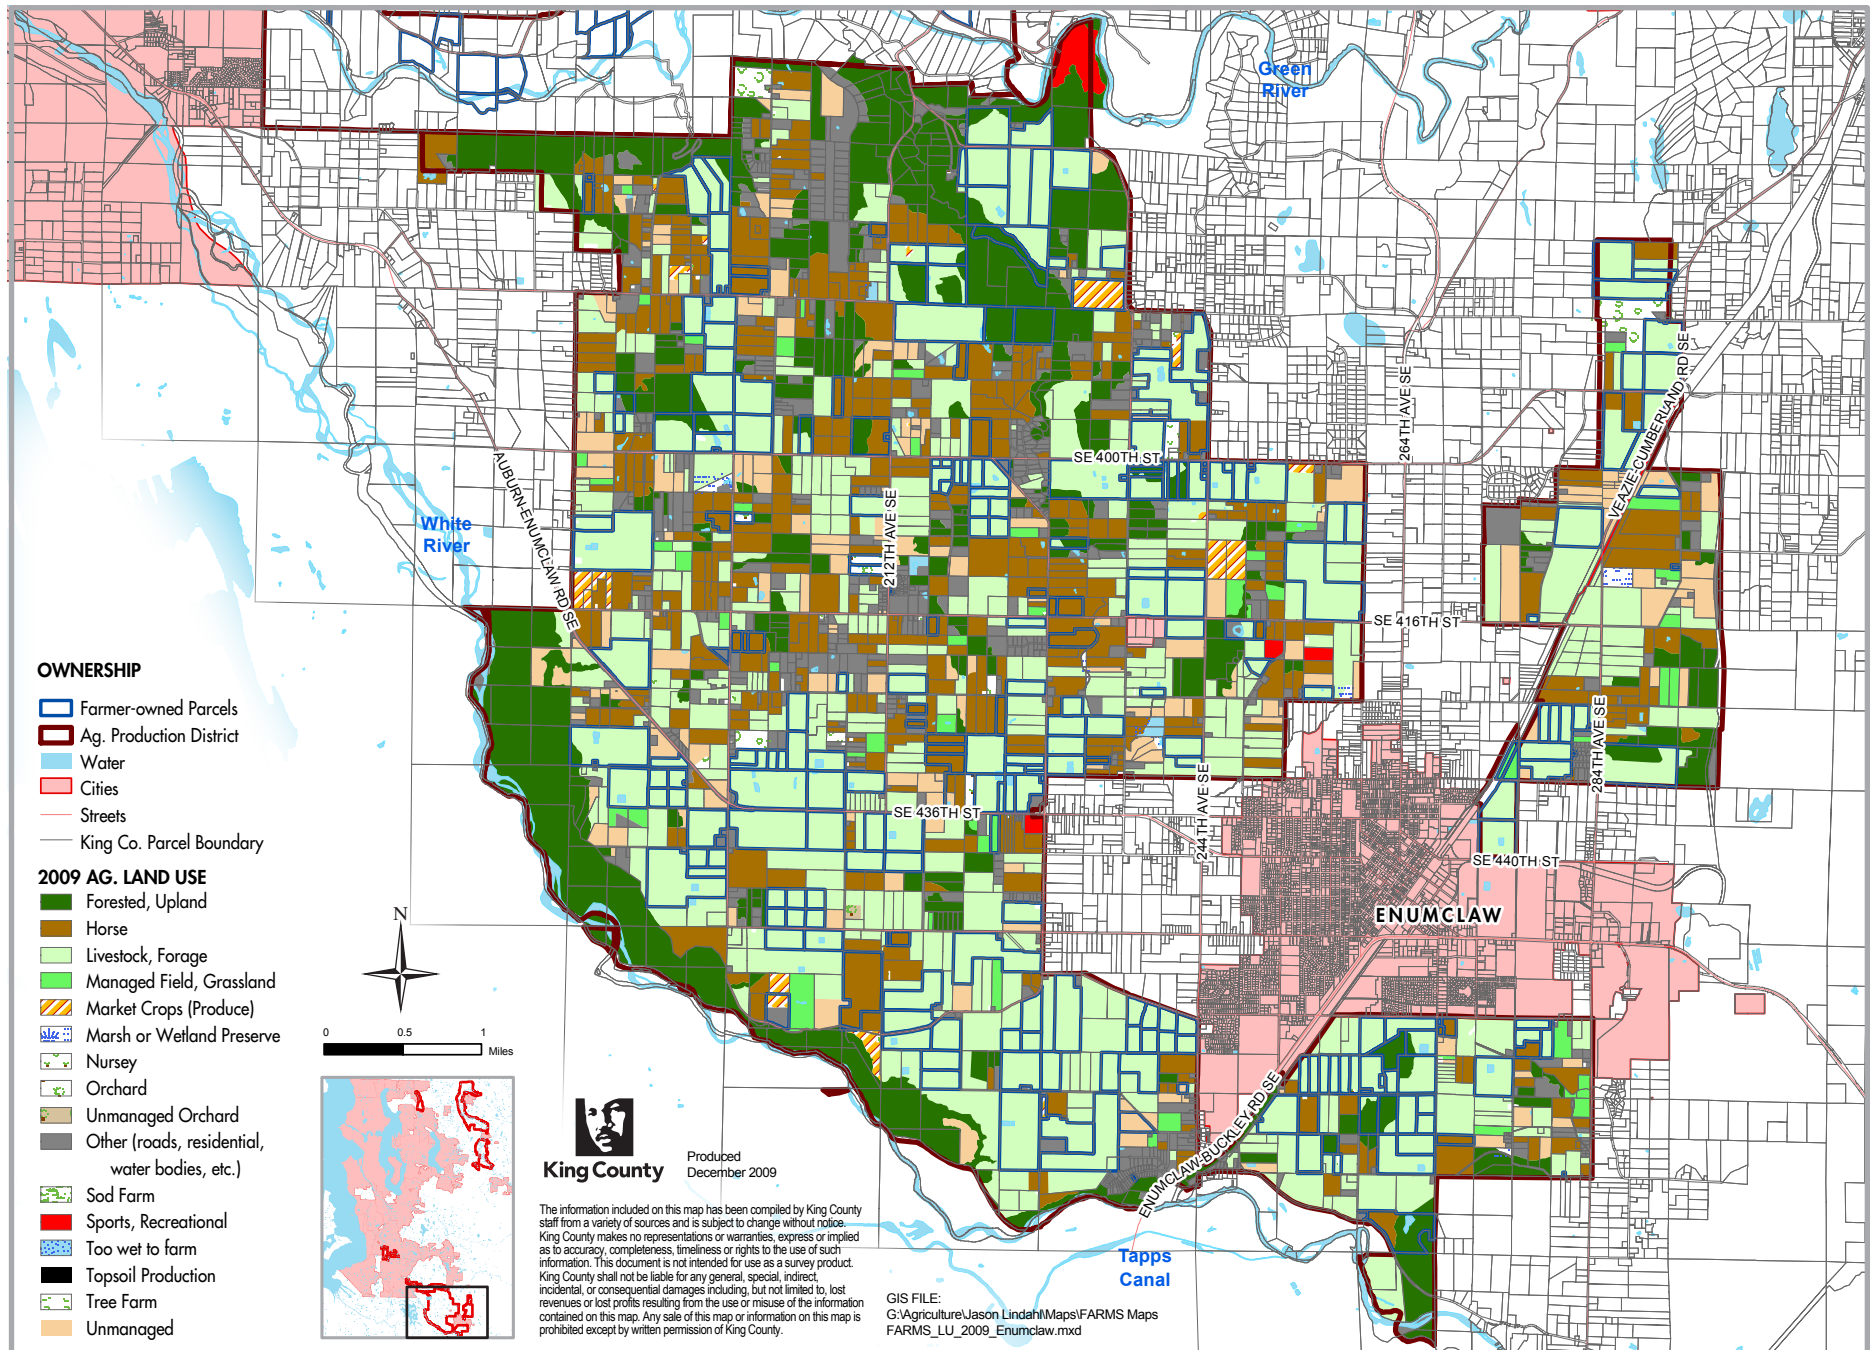 Green
River
SE 400TH ST
264TH AVE SE
VEAZIE-CUMBERLAND RD SE
AUBURN-ENUMCLAW RD SE
212TH AVE SE
White
River
SE 416TH ST
284TH AVE SE
244TH AVE SE
SE 436TH ST
SE 440TH ST
ENUMCLAW
ENUMCLAW-BUCKLEY RD SE
Tapps
Canal
OWNERSHIP
Farmer-owned Parcels
Ag. Production District
Water
Cities
Streets
King Co. Parcel Boundary
2009 AG. LAND USE
Forested, Upland
Horse
Livestock, Forage
Managed Field, Grassland
Market Crops (Produce)
Marsh or Wetland Preserve
Nursey
Orchard
Unmanaged Orchard
Other (roads, residential,
water bodies, etc.)
Sod Farm
Sports, Recreational
Too wet to farm
Topsoil Production
Tree Farm
Unmanaged
N
0 0.5 1
Miles
King County
Produced
December 2009
The information included on this map has been compiled by King County
staff from a variety of sources and is subject to change without notice.
King County makes no representations or warranties, express or implied
as to accuracy, completeness, timeliness or rights to the use of such
information. This document is not intended for use as a survey product.
King County shall not be liable for any general, special, indirect,
incidental, or consequential damages including, but not limited to, lost
revenues or lost profits resulting from the use or misuse of the information
contained on this map. Any sale of this map or information on this map is
prohibited except by written permission of King County.
GIS FILE:
G:\Agriculture\Jason Lindahl\Maps\FARMS Maps
FARMS_LU_2009_Enumclaw.mxd